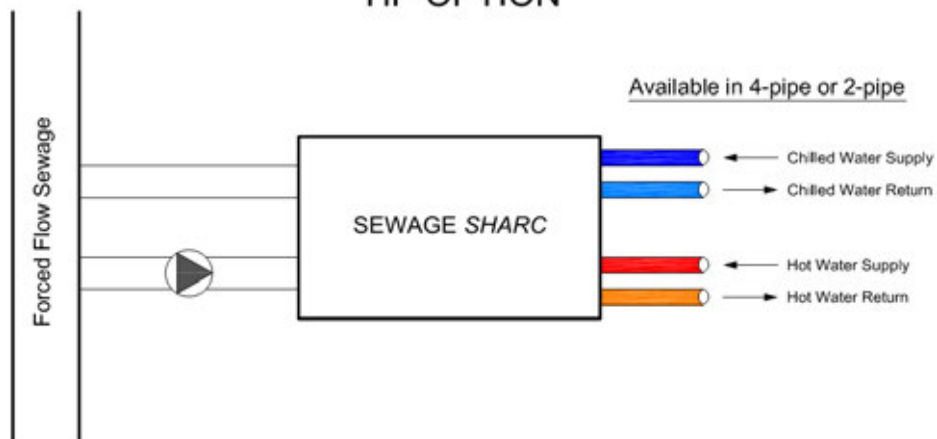 OPTION
Available in 4-pipe or 2-pipe
Forced Flow Sewage
SEWAGE SHARC
Chilled Water Supply
Chilled Water Return
Hot Water Supply
Hot Water Return